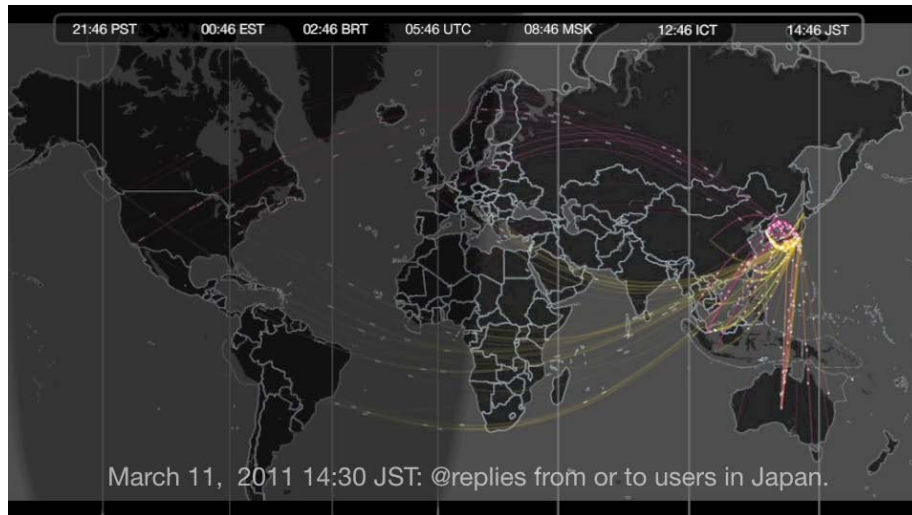 21:46 PST 00:46 EST 02:46 BRT 05:46 UTC 08:46 MSK 12:46 ICT 14:46 JST
March 11, 2011 14:30 JST: @replies from or to users in Japan.